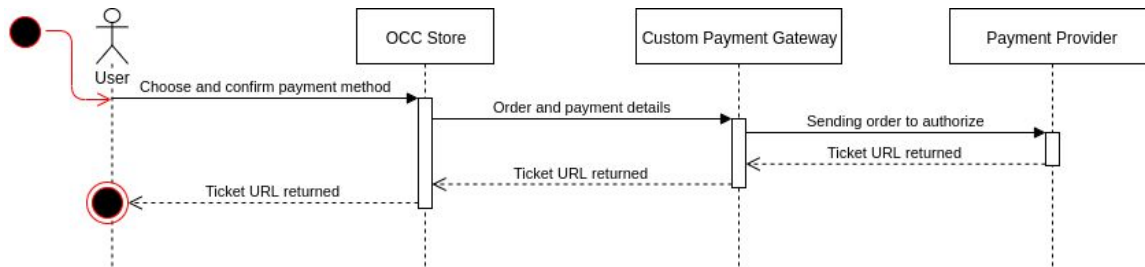 OCC Store
Custom Payment Gateway
Payment Provider
User
Choose and confirm payment method
Order and payment details
Sending order to authorize
Ticket URL returned
Ticket URL returned
Ticket URL returned